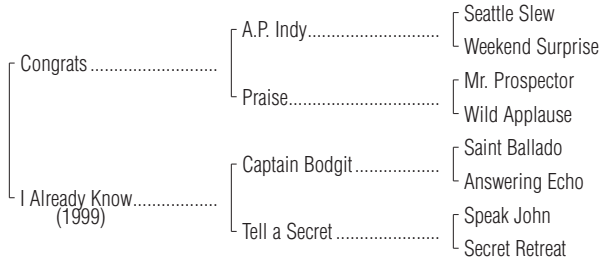 Seattle Slew
A.P. Indy..............................
Weekend Surprise
Congrats .............................
Mr. Prospector
Praise..................................
Wild Applause
Saint Ballado
Captain Bodgit ...................
Answering Echo
I Already Know...................
(1999)
Speak John
Tell a Secret .......................
Secret Retreat